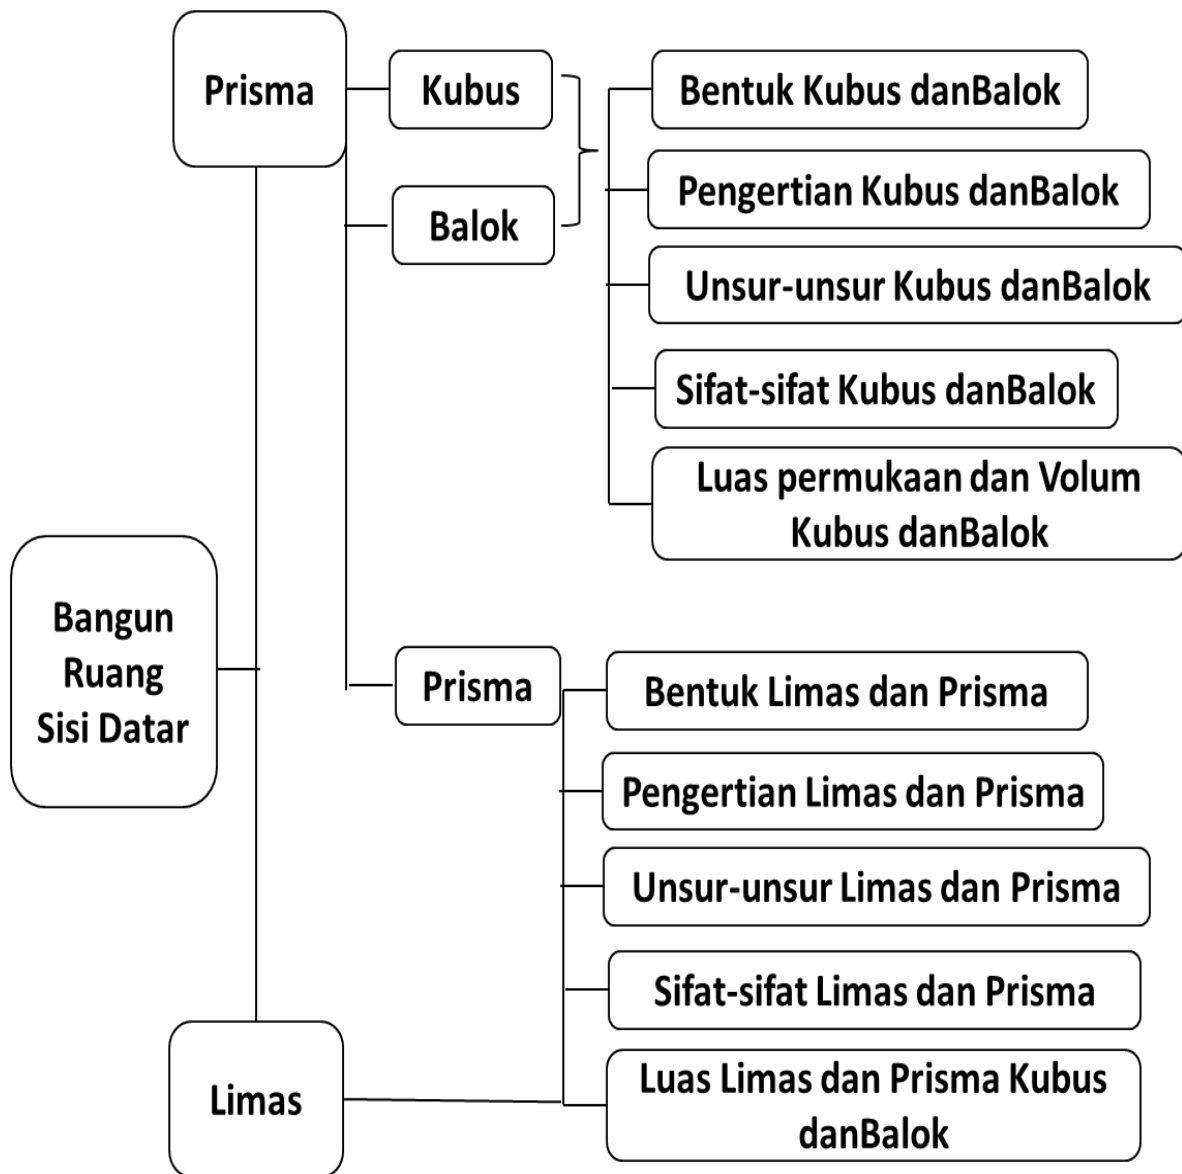 Prisma
Kubus
Bentuk Kubus danBalok
Pengertian Kubus danBalok
Balok
Unsur-unsur Kubus danBalok
Sifat-sifat Kubus danBalok
Luas permukaan dan Volum
Kubus danBalok
Bangun
Ruang
Sisi Datar
Prisma
Bentuk Limas dan Prisma
Pengertian Limas dan Prisma
Unsur-unsur Limas dan Prisma
Sifat-sifat Limas dan Prisma
Limas
Luas Limas dan Prisma Kubus
danBalok